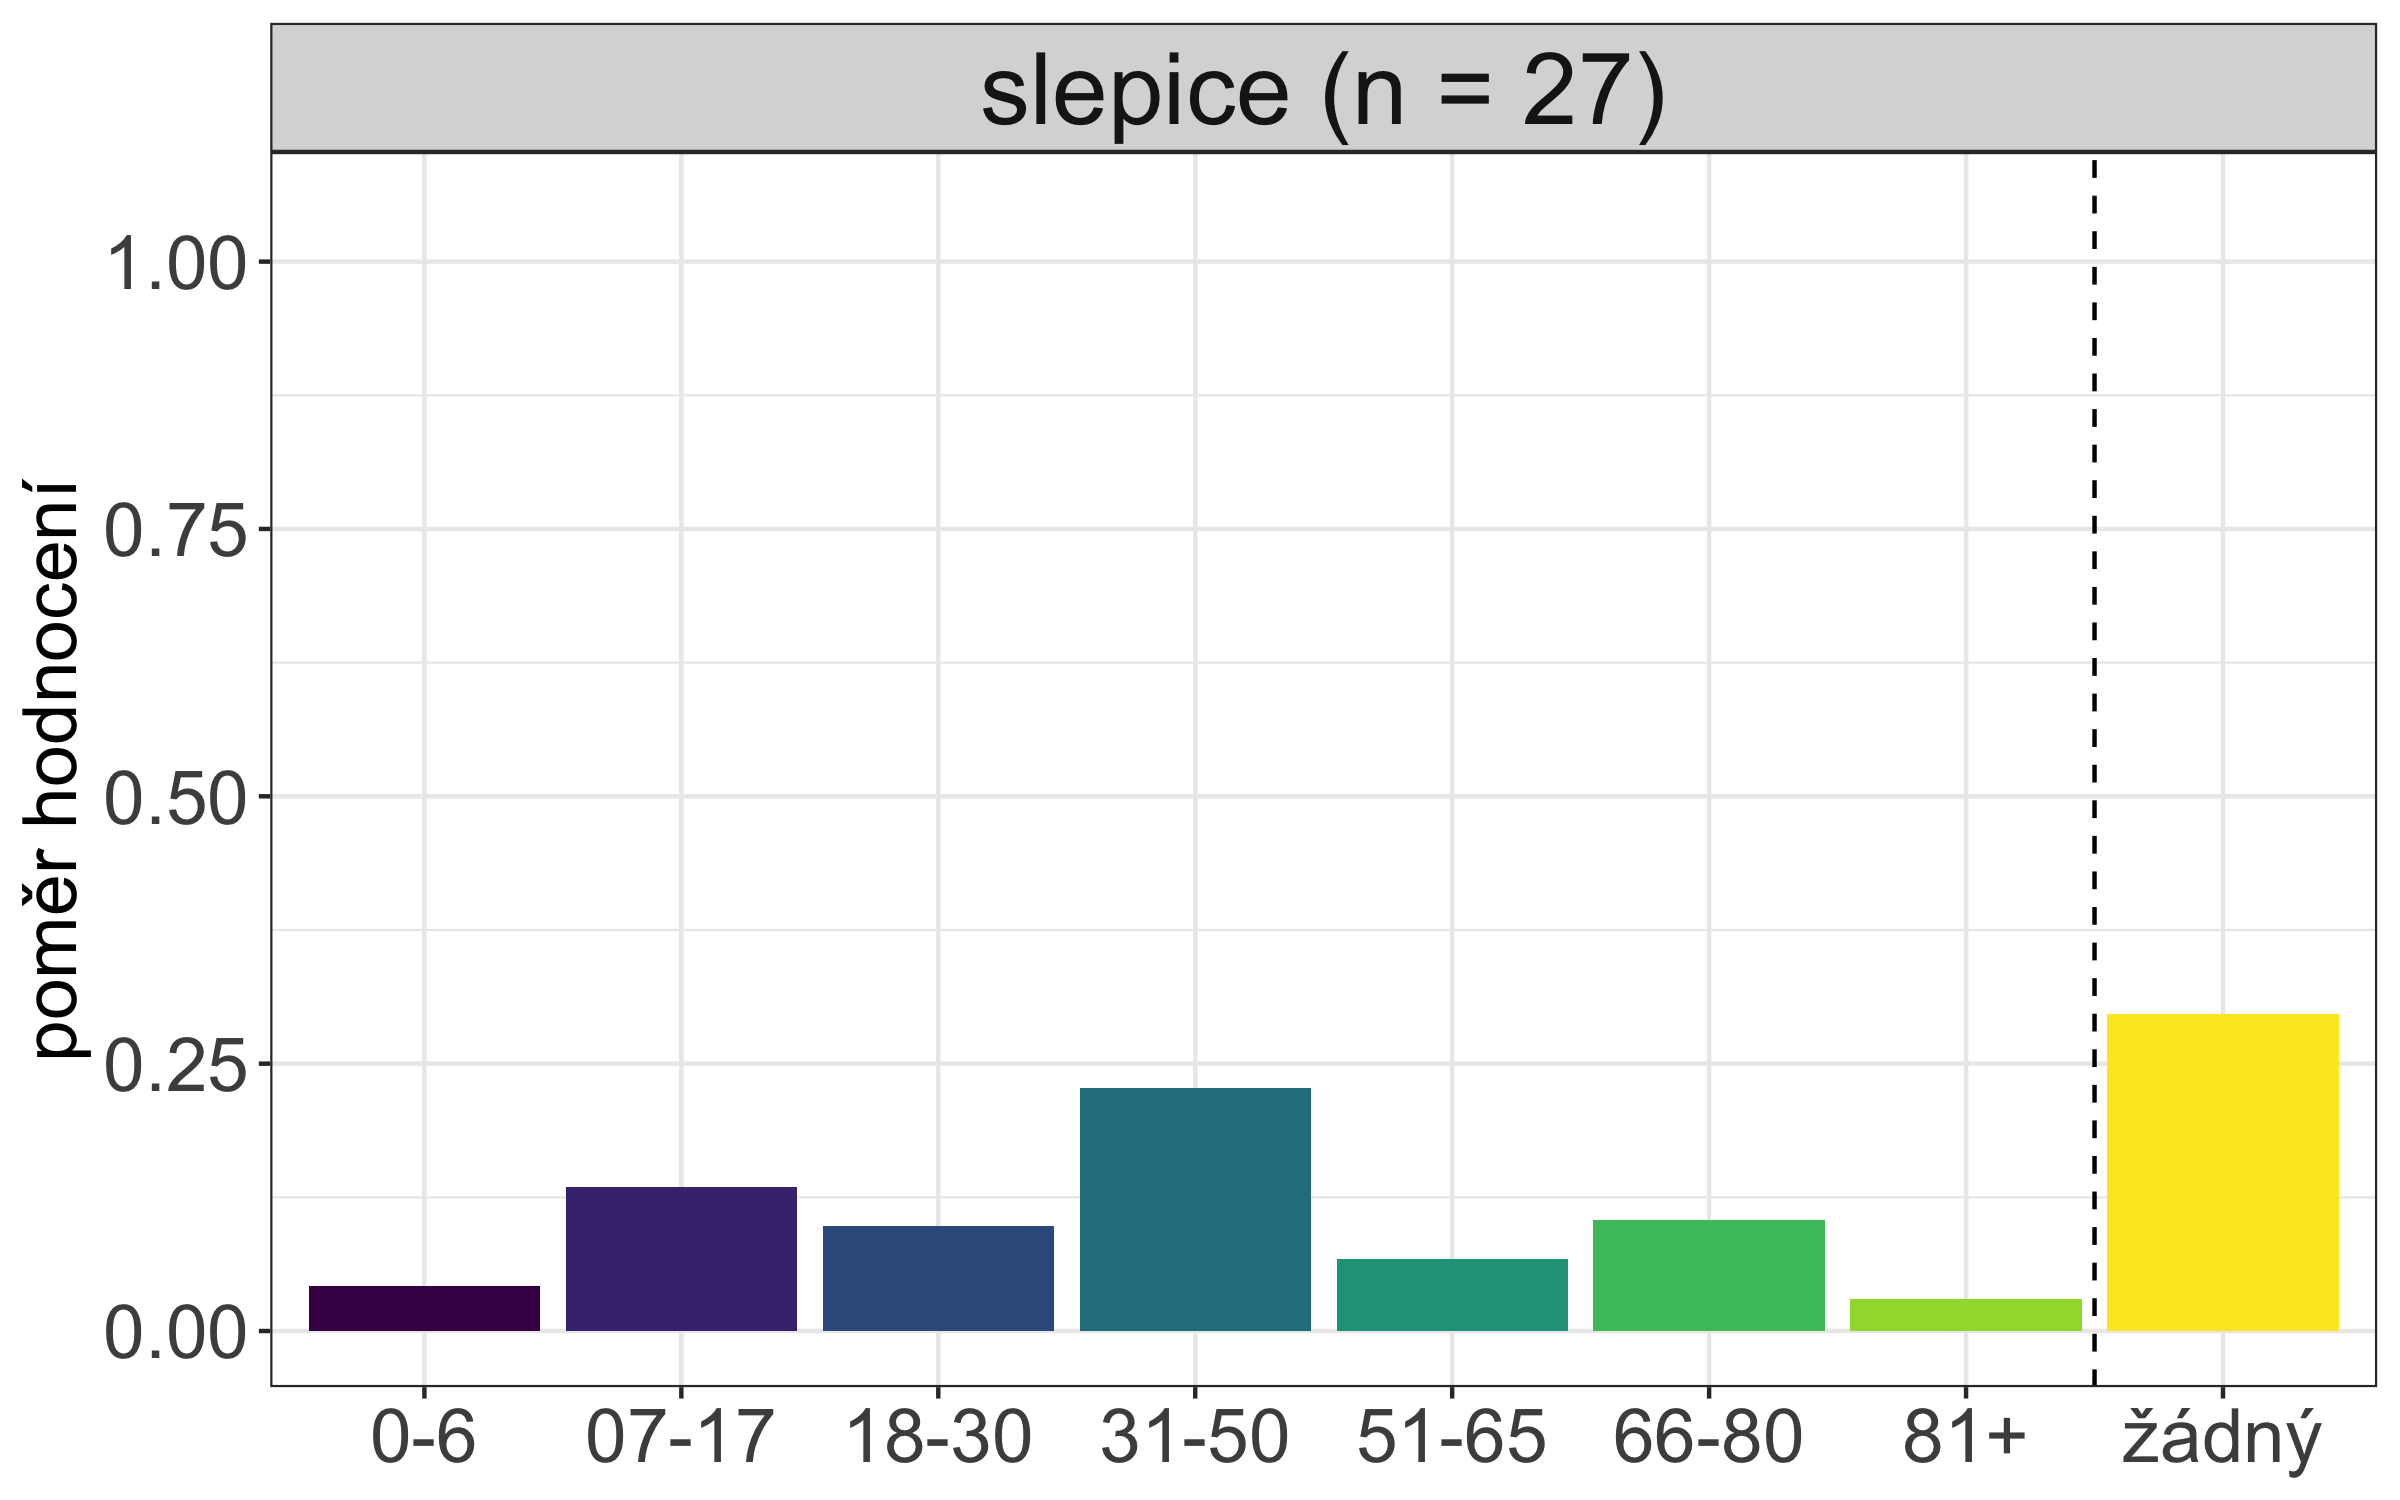 slepice (n = 27)
poměr hodnocení
1.00
0.75
0.50
0.25
0.00
0-6 07-17 18-30 31-50 51-65 66-80 81+ žádný